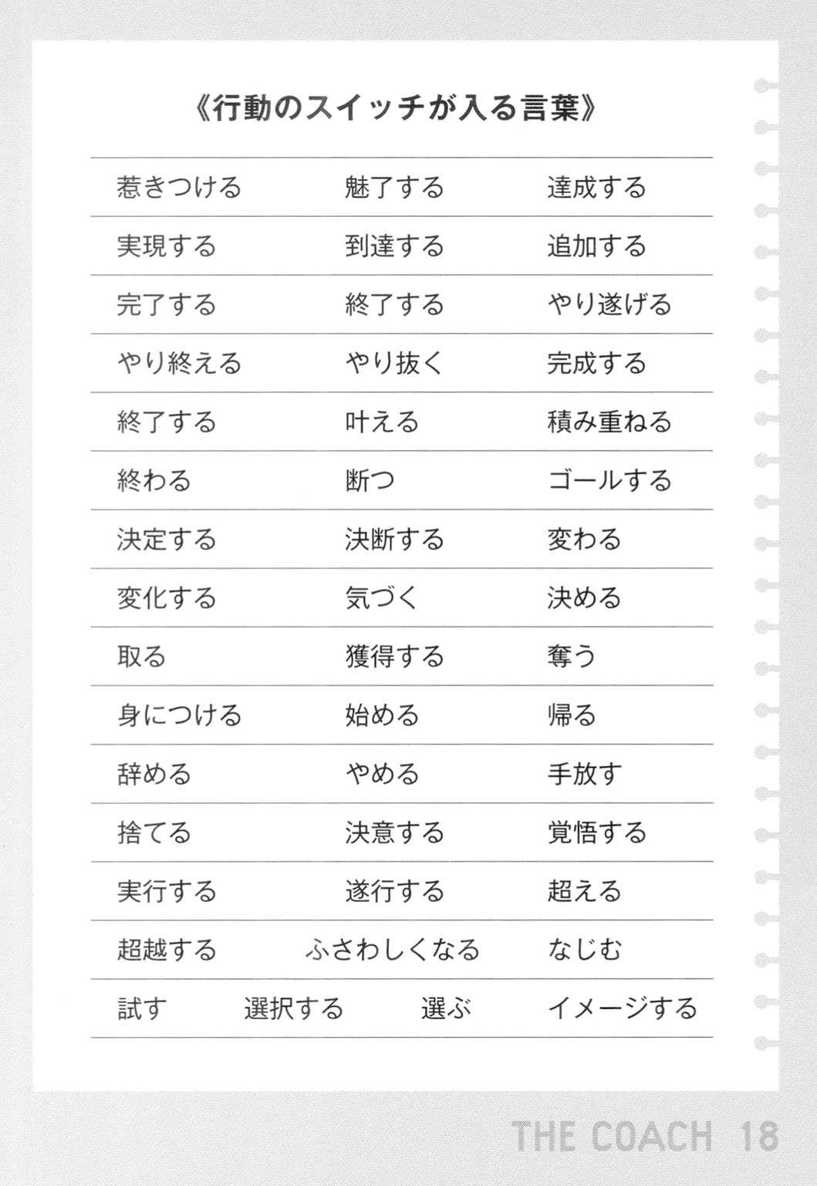 《行動のスイッチが入る言葉》
惹きつける 魅了する 達成する
実現する 到達する 追加する
完了する 終了する やり遂げる
やり終える やり抜く 完成する
終了する 叶える 積み重ねる
終わる 断つ ゴールする
決定する 決断する 変わる
変化する 気づく 決める
取る 獲得する 奪う
身につける 始める 帰る
辞める やめる 手放す
捨てる 決意する 覚悟する
実行する 遂行する 超える
超越する ふさわしくなる なじむ
試す 選択する 選ぶ イメージする
THE COACH 18